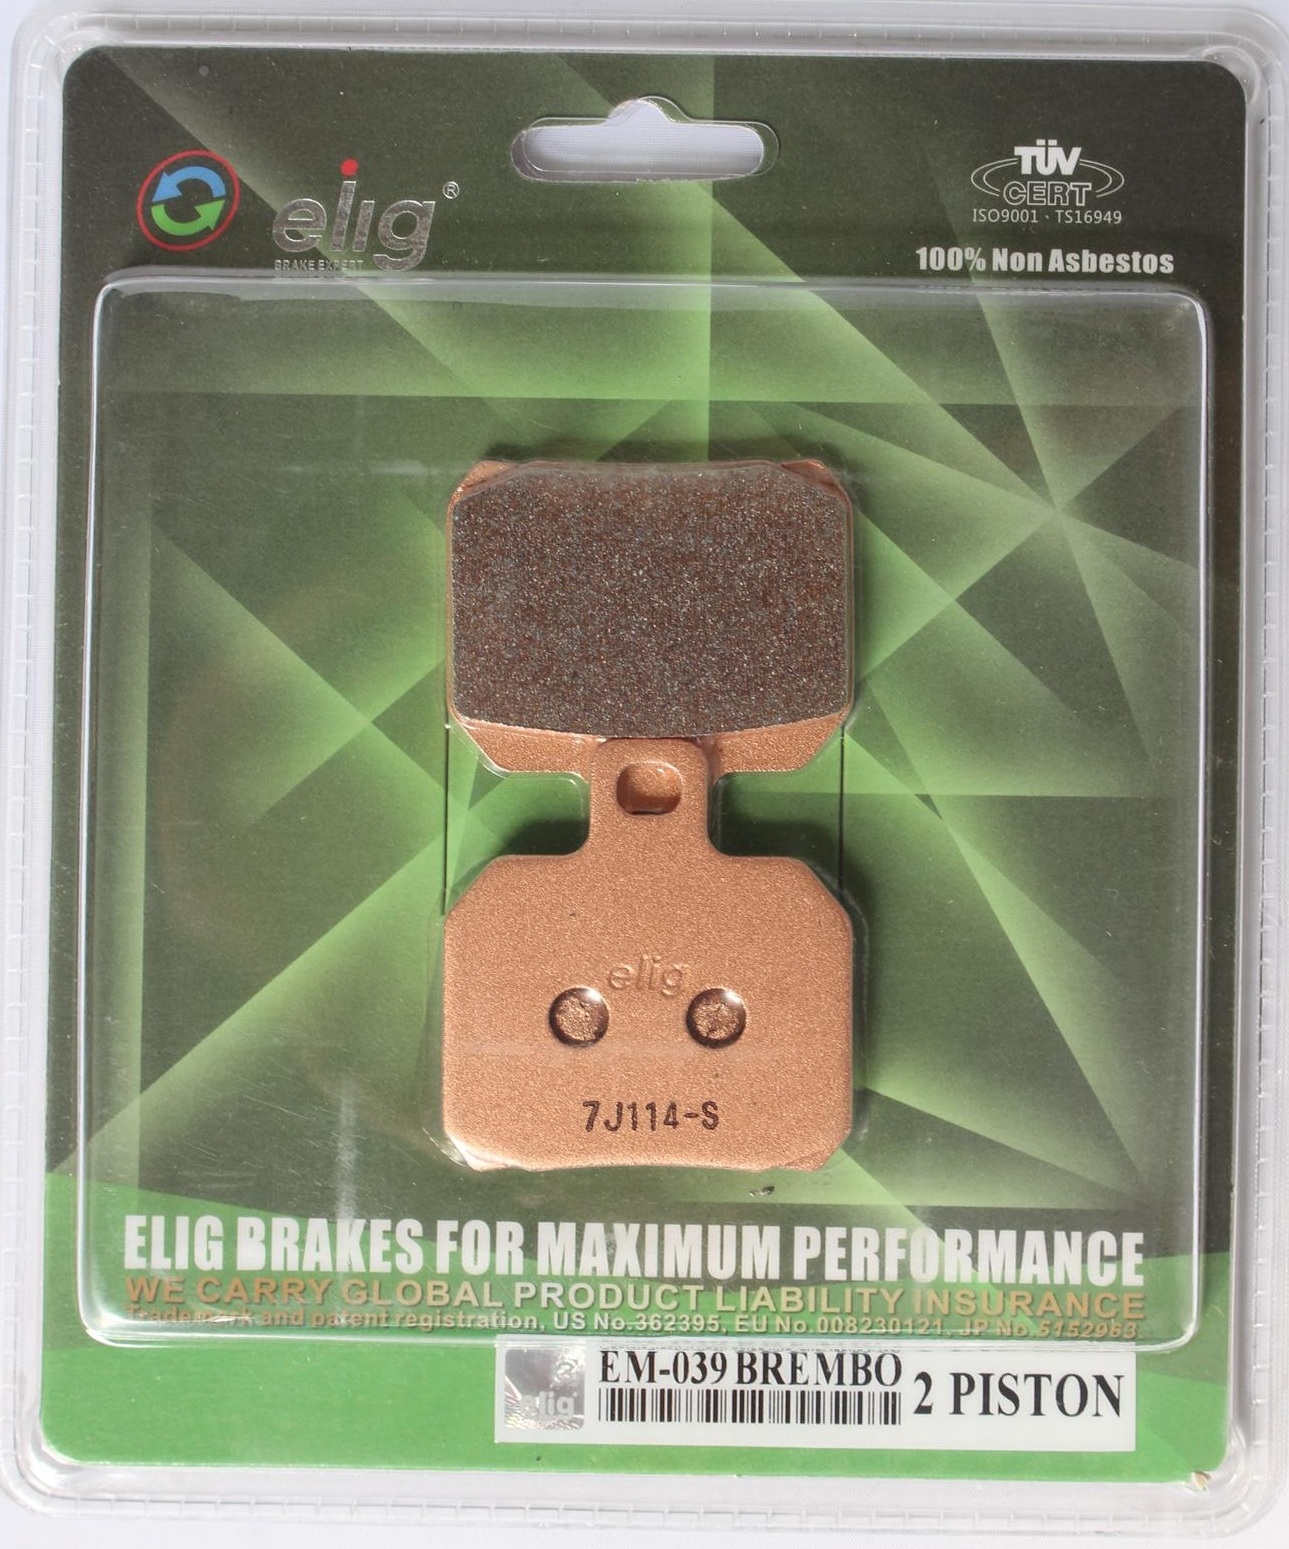 elig®
BRAKE EXPERT
TÜV
CERT
ISO9001 · TS16949
100% Non Asbestos
elig
7J114-S
ELIG BRAKES FOR MAXIMUM PERFORMANCE
WE CARRY GLOBAL PRODUCT LIABILITY INSURANCE
Trademark and patent registration, US No.362395, EU No.008230121, JP No.5152983.
elig
EM-039 BREMBO
2 PISTON